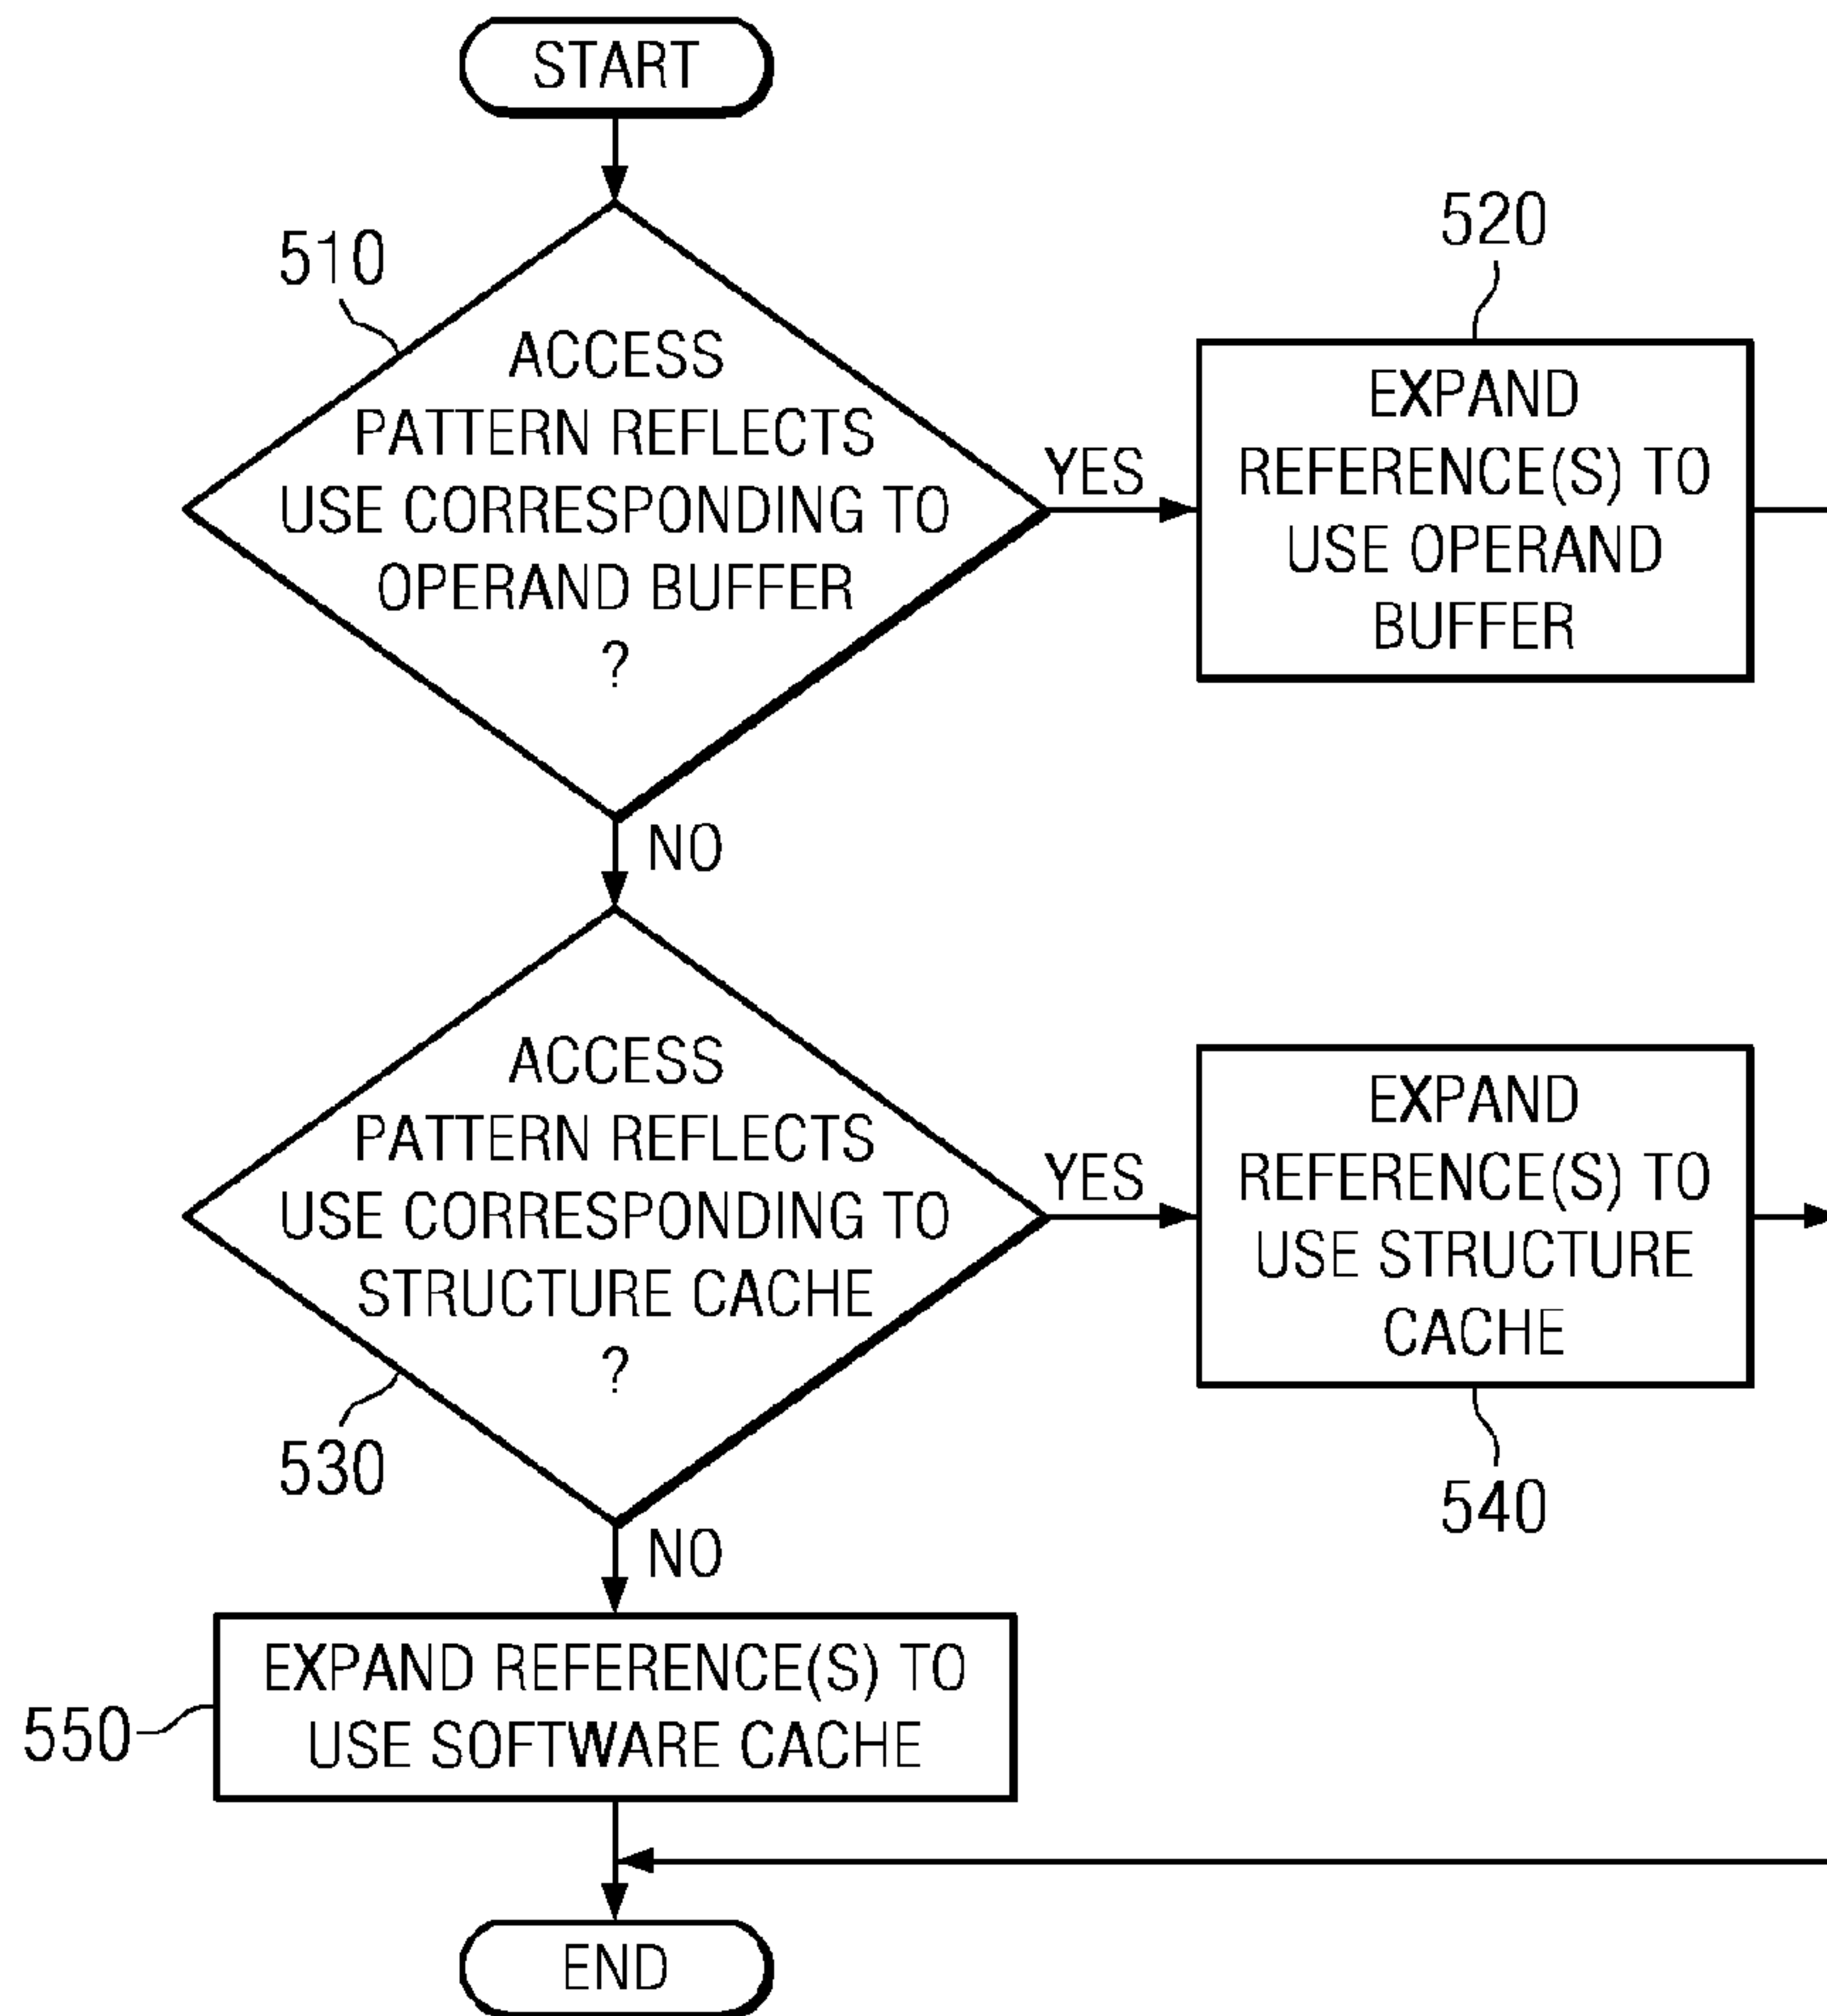 START
510
ACCESS
PATTERN REFLECTS
USE CORRESPONDING TO
OPERAND BUFFER
?
YES
520
EXPAND
REFERENCE(S) TO
USE OPERAND
BUFFER
NO
ACCESS
PATTERN REFLECTS
USE CORRESPONDING TO
STRUCTURE CACHE
?
530
YES
EXPAND
REFERENCE(S) TO
USE STRUCTURE
CACHE
540
NO
550
EXPAND REFERENCE(S) TO
USE SOFTWARE CACHE
END